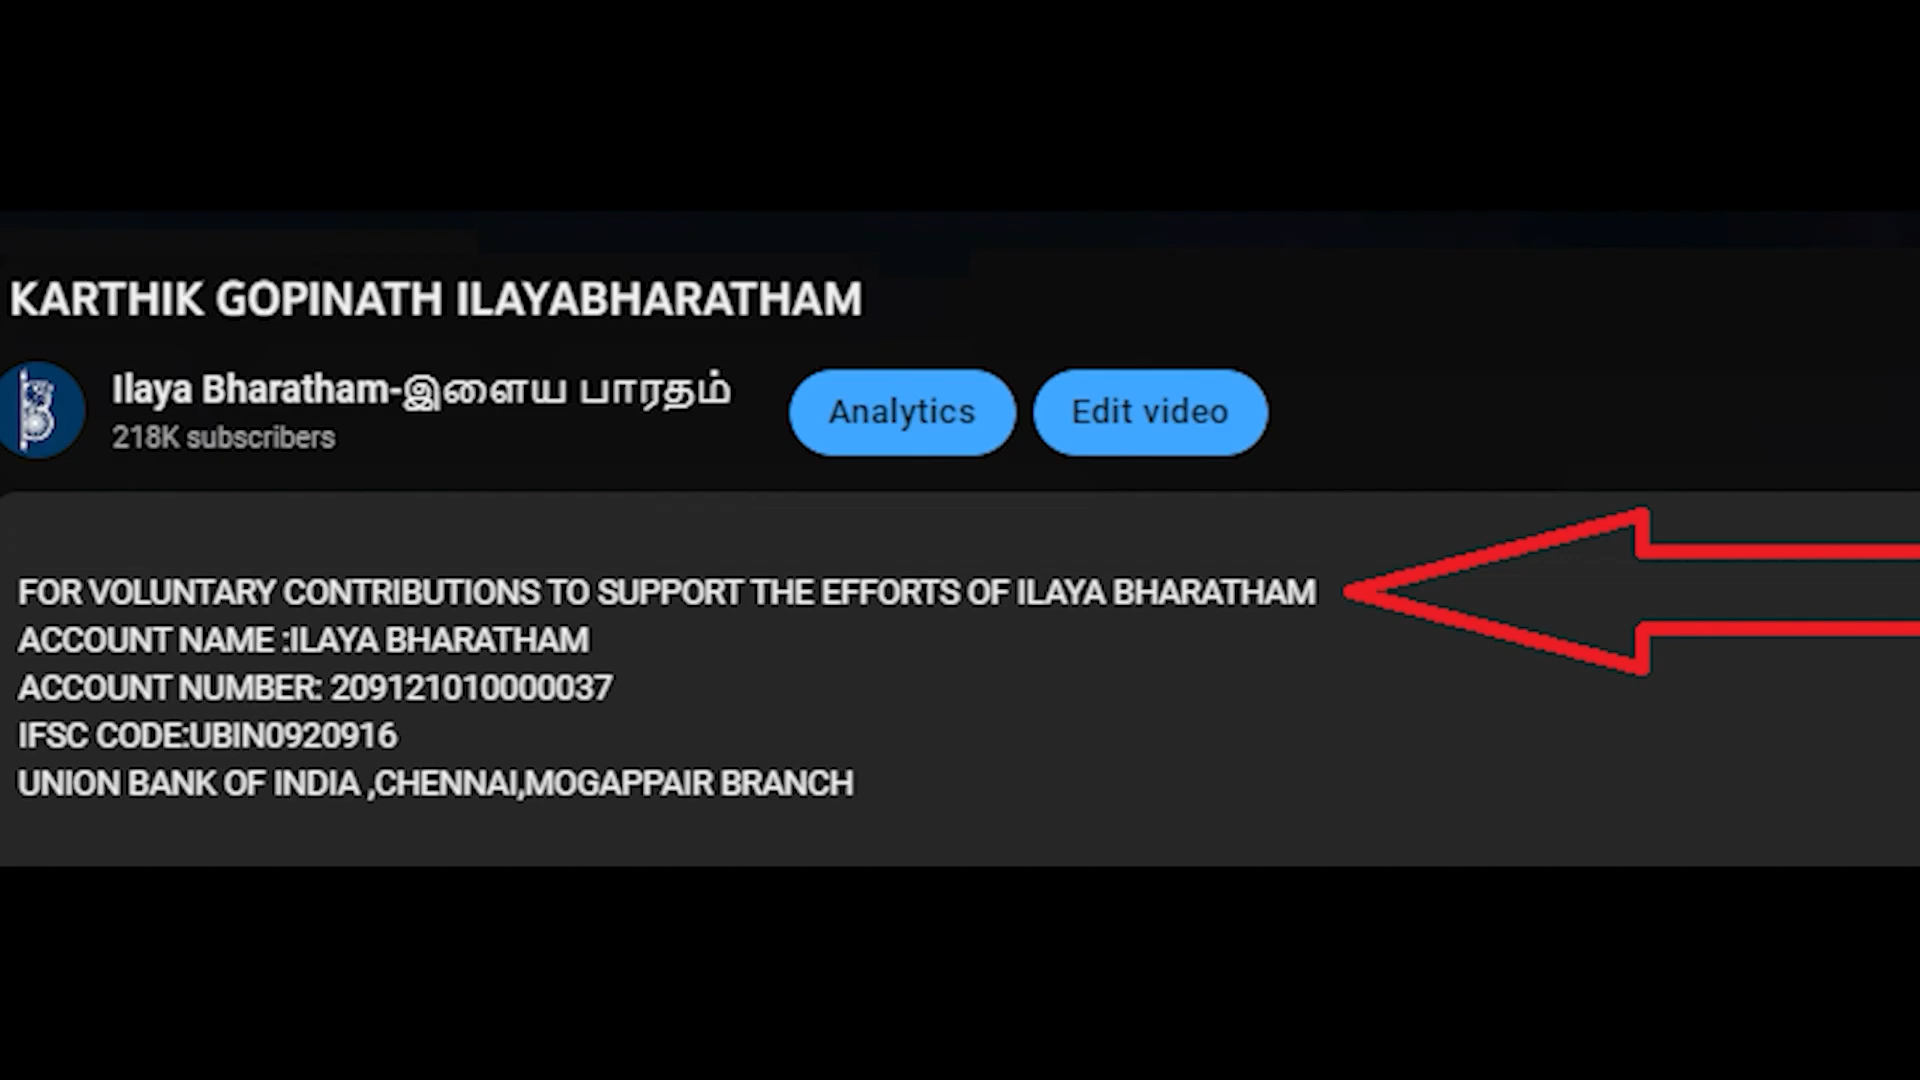 KARTHIK GOPINATH ILAYABHARATHAM
Ilaya Bharatham-இளைய பாரதம்
218K subscribers
Analytics
Edit video
FOR VOLUNTARY CONTRIBUTIONS TO SUPPORT THE EFFORTS OF ILAYA BHARATHAM
ACCOUNT NAME :ILAYA BHARATHAM
ACCOUNT NUMBER: 209121010000037
IFSC CODE:UBIN0920916
UNION BANK OF INDIA ,CHENNAI,MOGAPPAIR BRANCH